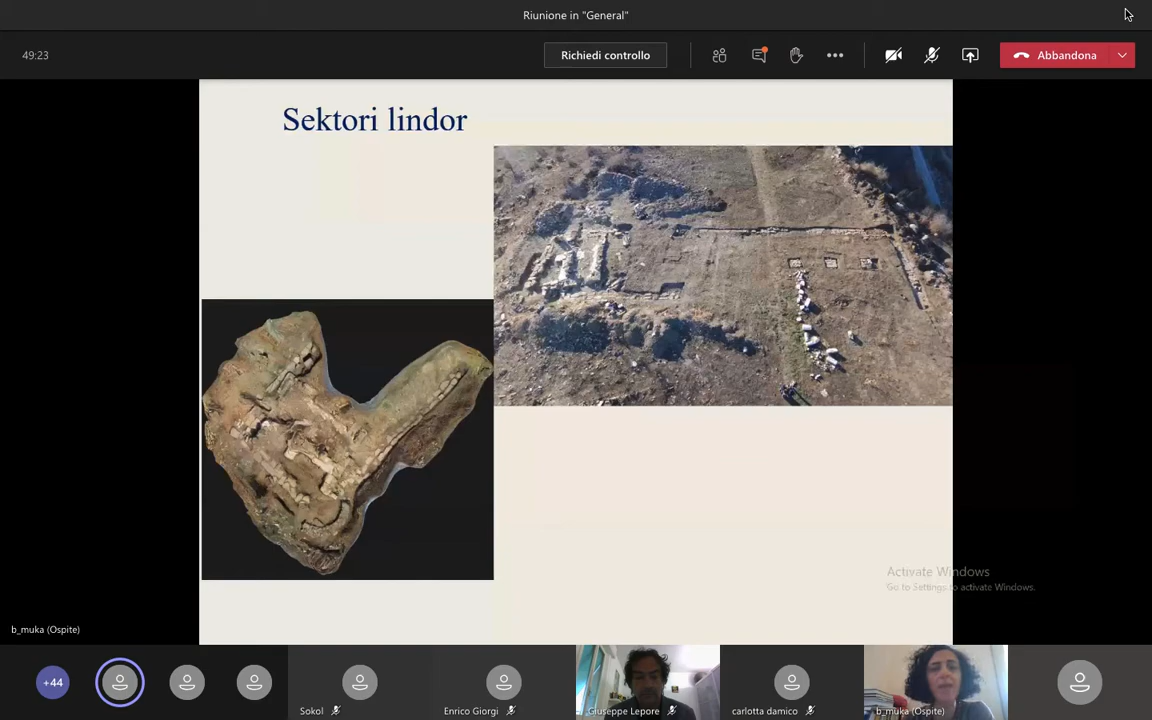 Riunione in "General"
49:23
Richiedi controllo
Abbandona
Sektori lindor
Activate Windows
Go to Settings to activate Windows.
b_muka (Ospite)
+44
Sokol
Enrico Giorgi
Giuseppe Lepore
carlotta damico
b_muka (Ospite)